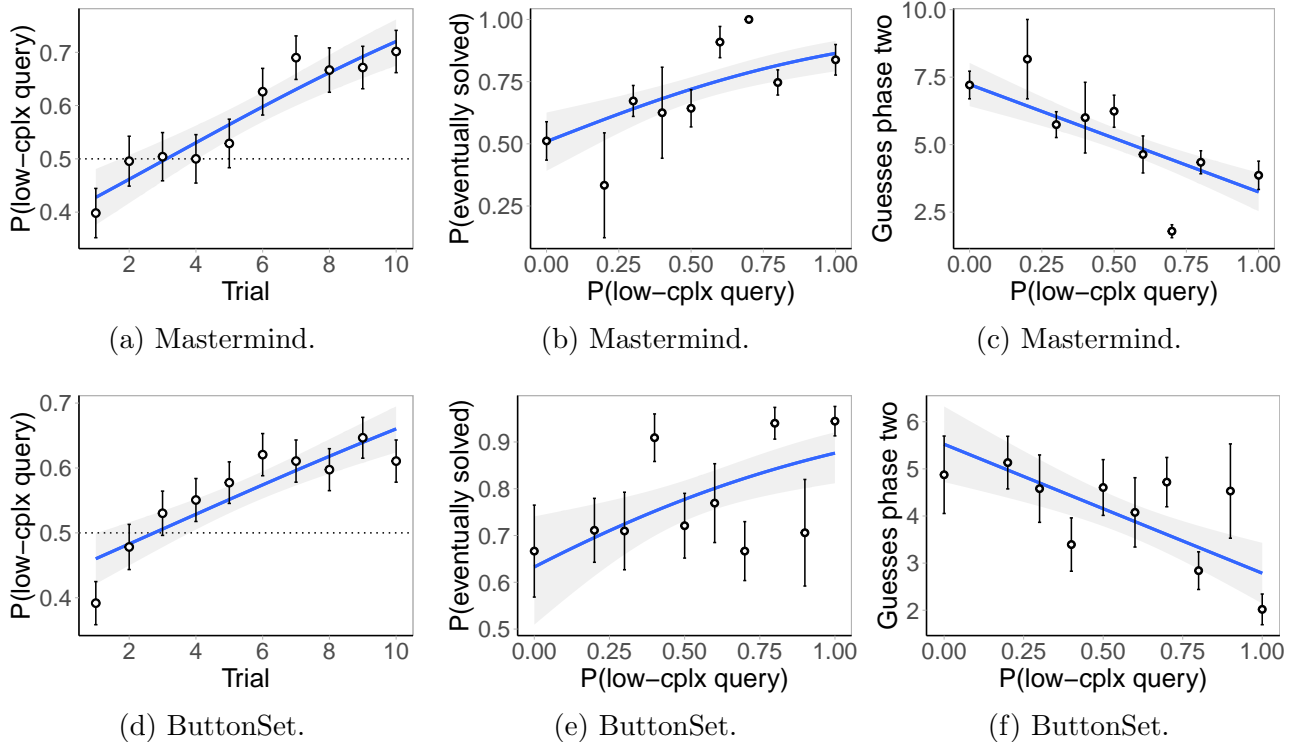 P(low−cplx query)
0.7
0.6
0.5
0.4
2 4 6 8 10
Trial
(a) Mastermind.
P(eventually solved)
1.00
0.75
0.50
0.25
0.00 0.25 0.50 0.75 1.00
P(low−cplx query)
(b) Mastermind.
Guesses phase two
10.0
7.5
5.0
2.5
0.00 0.25 0.50 0.75 1.00
P(low−cplx query)
(c) Mastermind.
P(low−cplx query)
0.7
0.6
0.5
0.4
2 4 6 8 10
Trial
(d) ButtonSet.
P(eventually solved)
0.9
0.8
0.7
0.6
0.5
0.00 0.25 0.50 0.75 1.00
P(low−cplx query)
(e) ButtonSet.
Guesses phase two
6
5
4
3
2
0.00 0.25 0.50 0.75 1.00
P(low−cplx query)
(f) ButtonSet.